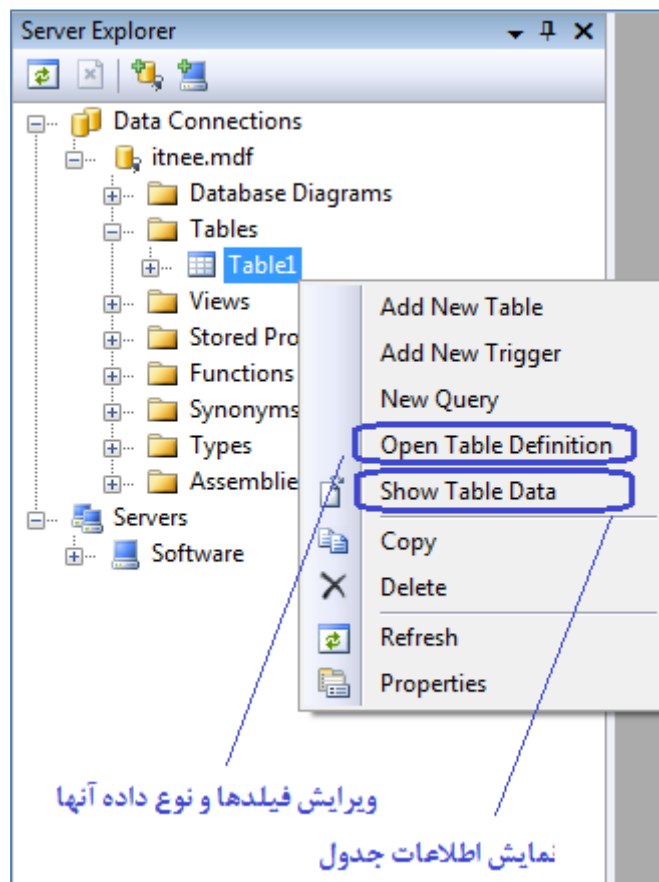 Server Explorer
Data Connections
itnee.mdf
Database Diagrams
Tables
Table1
Views
Stored Pro
Functions
Synonyms
Types
Assemblie
Servers
Software
Add New Table
Add New Trigger
New Query
Open Table Definition
Show Table Data
Copy
Delete
Refresh
Properties
ویرایش فیلدها و نوع داده آنها
نمایش اطلاعات جدول